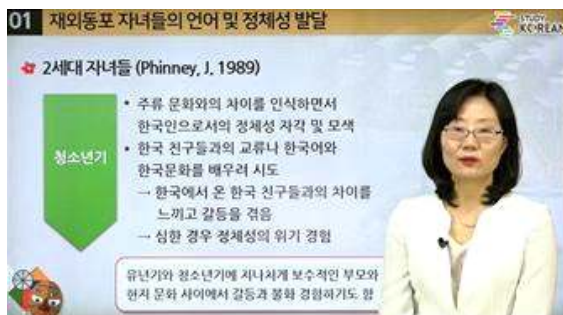 01 재외동포 자녀들의 언어 및 정체성 발달
STUDY
KOREAN
2세대 자녀들 (Phinney, J. 1989)
청소년기
• 주류 문화와의 차이를 인식하면서
한국인으로서의 정체성 자각 및 모색
• 한국 친구들과의 교류나 한국어와
한국문화를 배우려 시도
→ 한국에서 온 한국 친구들과의 차이를
느끼고 갈등을 겪음
→ 심한 경우 정체성의 위기 경험
유년기와 청소년기에 지나치게 보수적인 부모와
현지 문화 사이에서 갈등과 불화 경험하기도 함